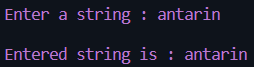 Enter a string : antarin
Entered string is : antarin